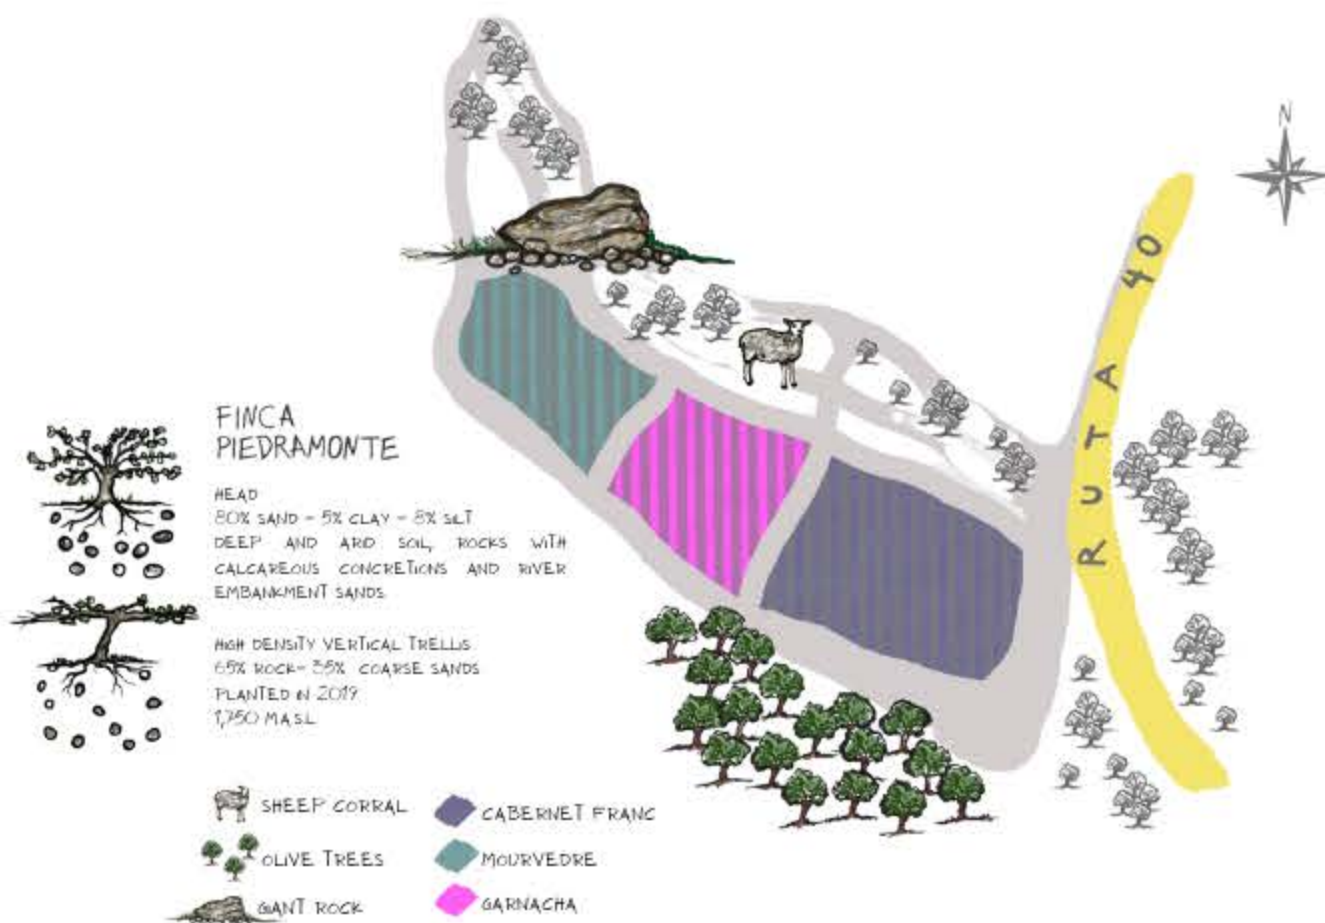 N
RUTA 40
FINCA
PIEDRAMONTE
HEAD
80% SAND - 5% CLAY - 8% SILT
DEEP AND ARID SOIL, ROCKS WITH
CALCAREOUS CONCRETIONS AND RIVER
EMBANKMENT SANDS.
HIGH DENSITY VERTICAL TRELLIS.
65% ROCK- 35% COARSE SANDS
PLANTED IN 2019
1,750 M.A.S.L
SHEEP CORRAL
OLIVE TREES
GIANT ROCK
CABERNET FRANC
MOURVEDRE
GARNACHA